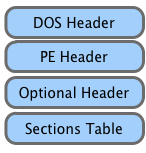 DOS Header
PE Header
Optional Header
Sections Table